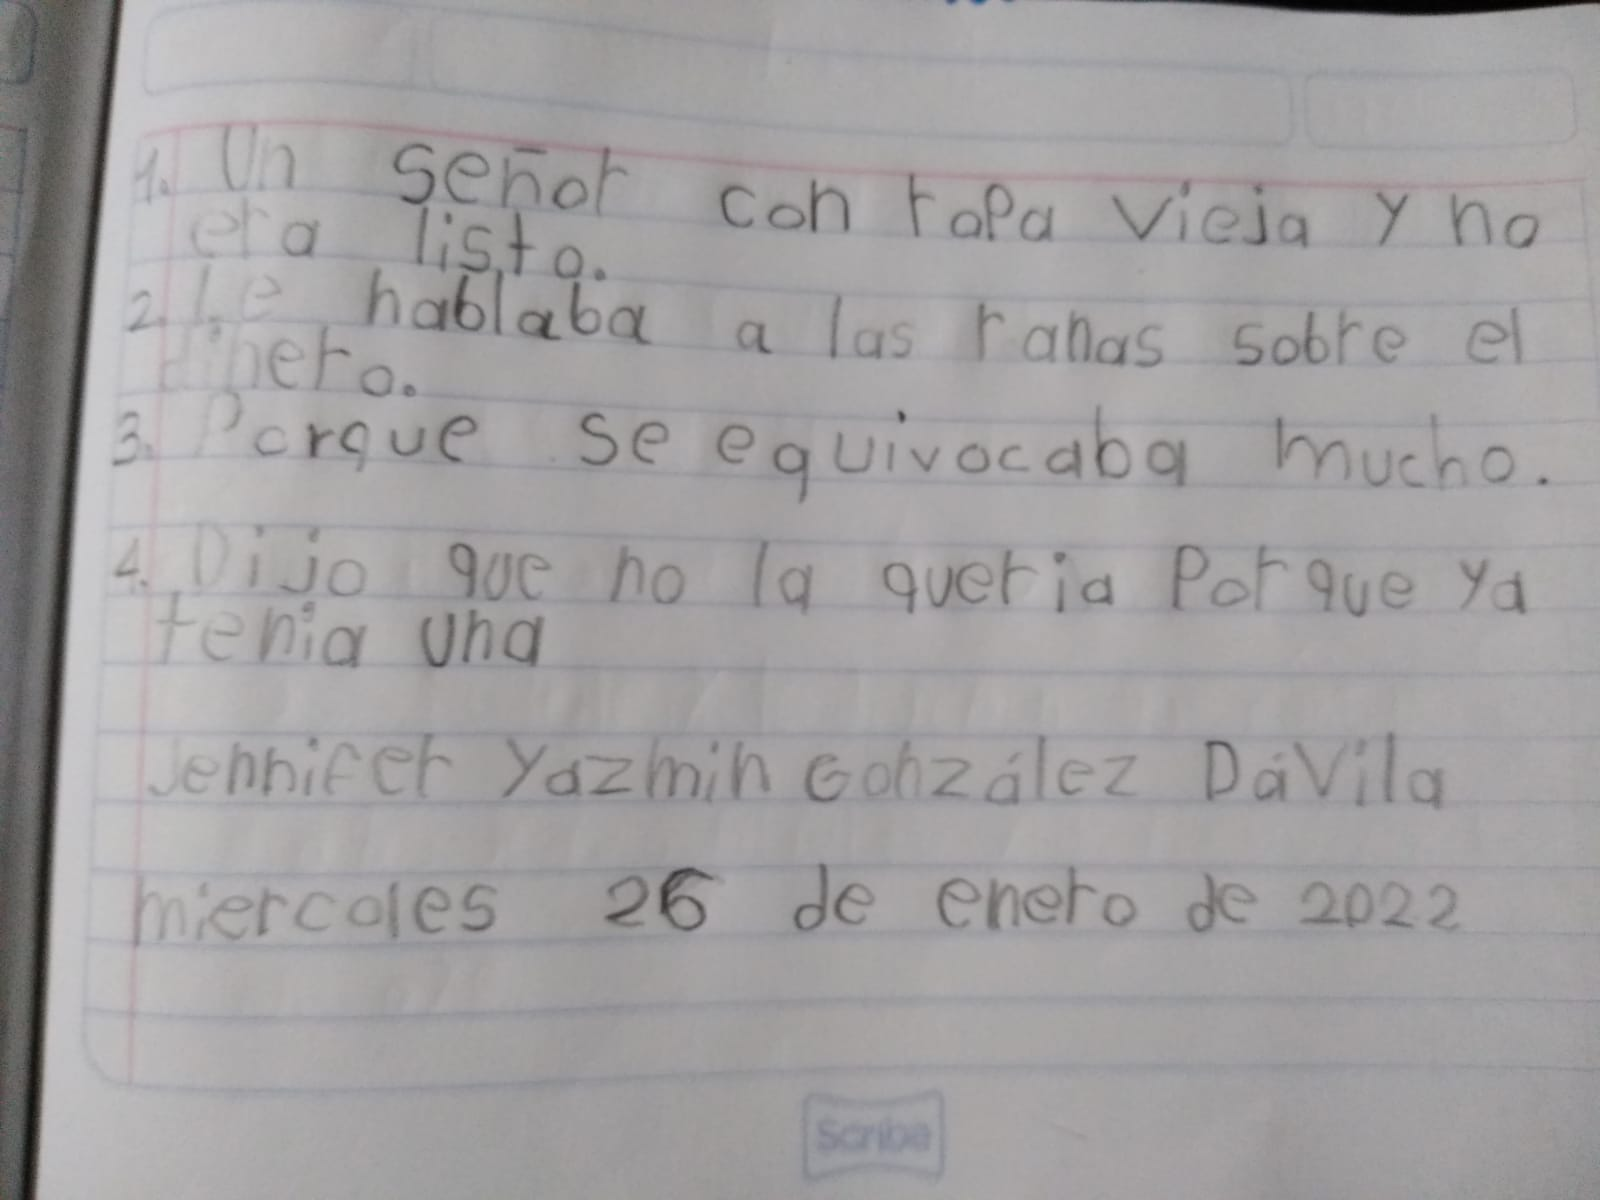 1. Un señor con ropa vieja y no
era listo.
2. Le hablaba a las ranas sobre el
dinero.
3. Porque se equivocaba mucho.
4. Dijo que no la queria Porque ya
tenia una
Jennifer Yazmin González Dávila
miercoles 26 de enero de 2022
Scribe